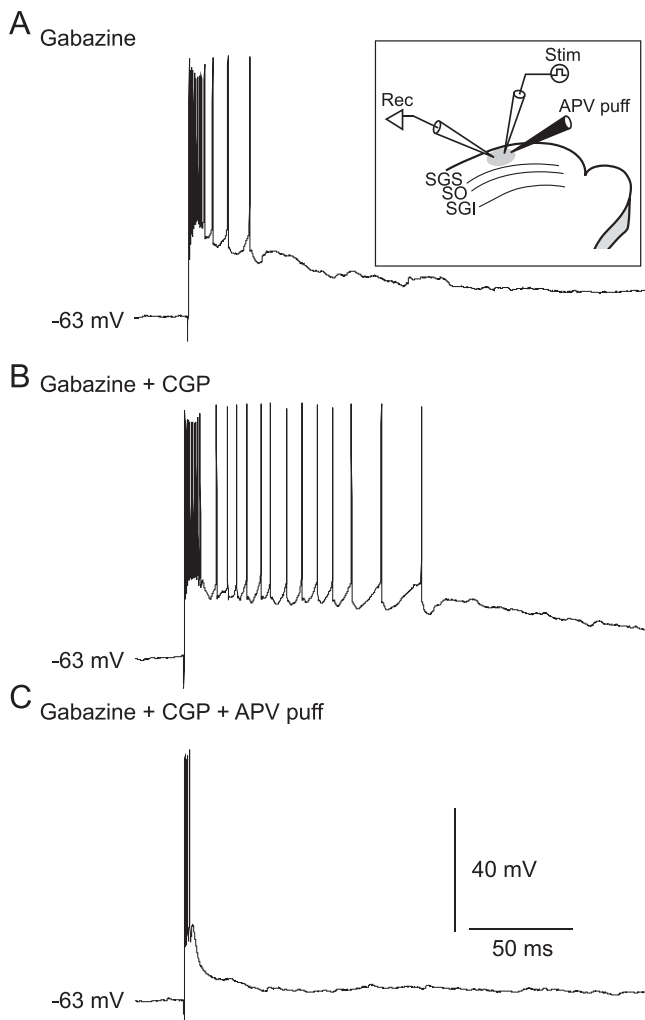 A Gabazine
Stim
Rec
APV puff
SGS
SO
SGI
-63 mV
B Gabazine + CGP
-63 mV
C Gabazine + CGP + APV puff
40 mV
50 ms
-63 mV